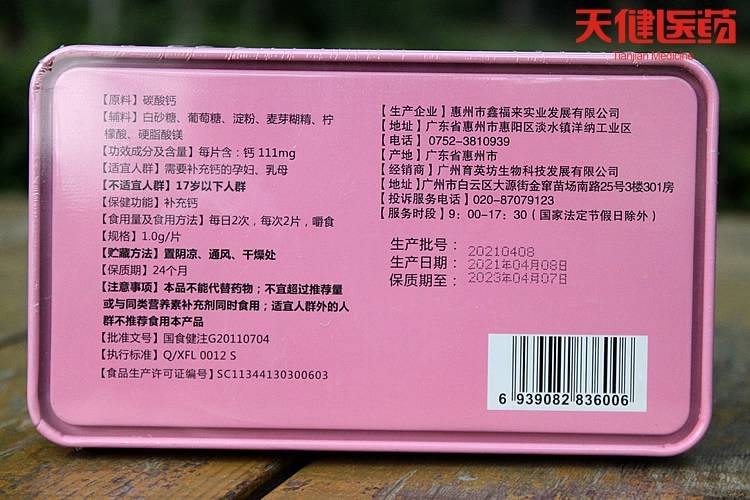 天健医药
Tianjian Medicine
【原料】碳酸钙
【辅料】白砂糖、葡萄糖、淀粉、麦芽糊精、柠
檬酸、硬脂酸镁
【功效成分及含量】每片含：钙 111mg
【适宜人群】需要补充钙的孕妇、乳母
【不适宜人群】17岁以下人群
【保健功能】补充钙
【食用量及食用方法】每日2次，每次2片，嚼食
【规格】1.0g/片
【贮藏方法】置阴凉、通风、干燥处
【保质期】24个月
【注意事项】本品不能代替药物；不宜超过推荐量
或与同类营养素补充剂同时食用；适宜人群外的人
群不推荐食用本产品
【批准文号】国食健注G20110704
【执行标准】Q/XFL 0012 S
【食品生产许可证编号】SC11344130300603
【生产企业】惠州市鑫福来实业发展有限公司
【地址】广东省惠州市惠阳区淡水镇洋纳工业区
【电话】0752-3810939
【产地】广东省惠州市
【经销商】广州育英坊生物科技发展有限公司
【地址】广州市白云区大源街金窜苗场南路25号3楼301房
【投诉服务电话】020-87079123
【服务时段】9：00-17：30（国家法定节假日除外）
生产批号：20210408
生产日期：2021年04月08日
保质期至：2023年04月07日
6 939082 836006